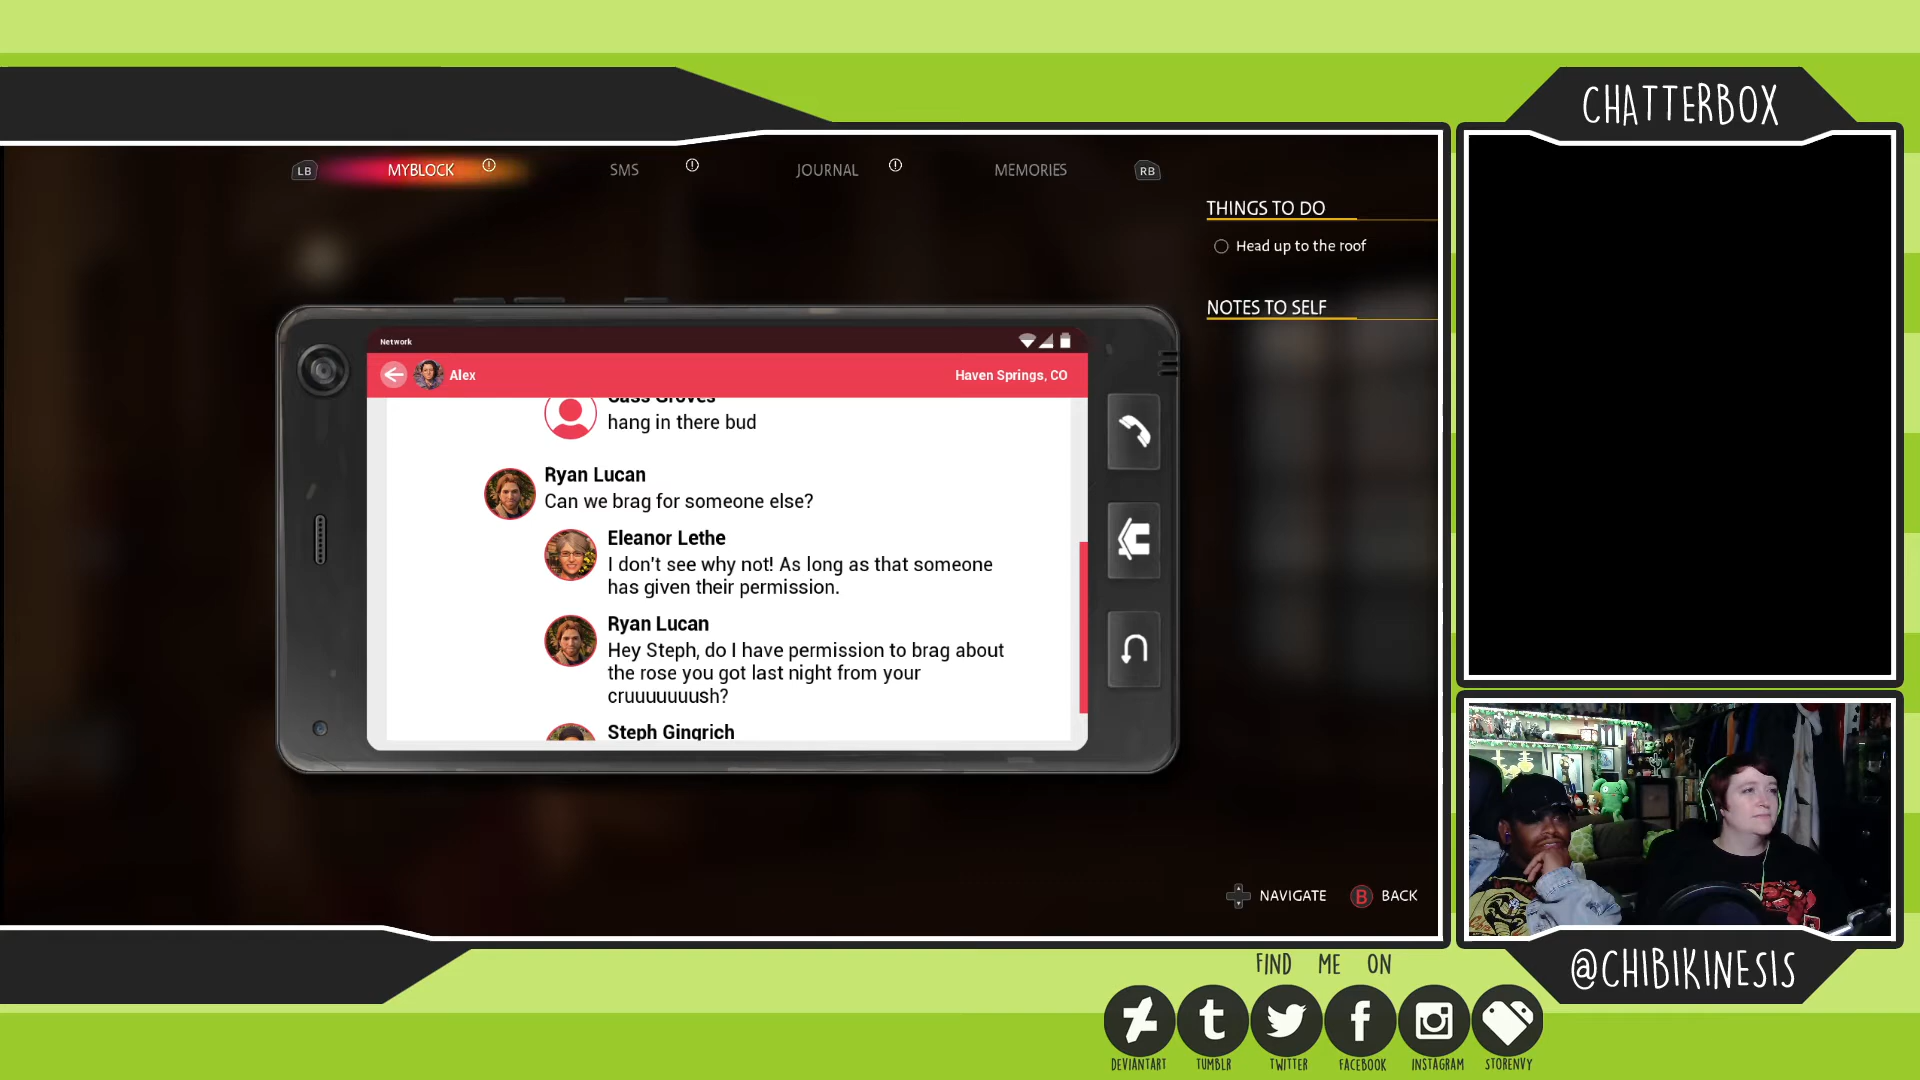 CHATTERBOX
LB
MYBLOCK
SMS
JOURNAL
MEMORIES
RB
THINGS TO DO
Head up to the roof
NOTES TO SELF
Network
Alex
Haven Springs, CO
Cass Groves
hang in there bud
Ryan Lucan
Can we brag for someone else?
Eleanor Lethe
I don't see why not! As long as that someone
has given their permission.
Ryan Lucan
Hey Steph, do I have permission to brag about
the rose you got last night from your
cruuuuuuush?
Steph Gingrich
NAVIGATE
B BACK
@CHIBIKINESIS
FIND ME ON
DEVIANTART
TUMBLR
TWITTER
FACEBOOK
INSTAGRAM
STORENVY